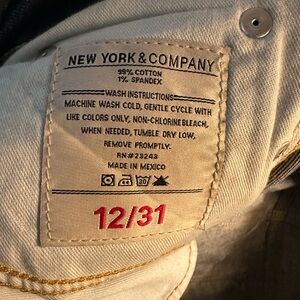 NEW YORK & COMPANY
99% COTTON
1% SPANDEX
WASH INSTRUCTIONS:
MACHINE WASH COLD, GENTLE CYCLE WITH
LIKE COLORS ONLY, NON-CHLORINE BLEACH,
WHEN NEEDED, TUMBLE DRY LOW,
REMOVE PROMPTLY.
RN#25243
MADE IN MEXICO
12/31